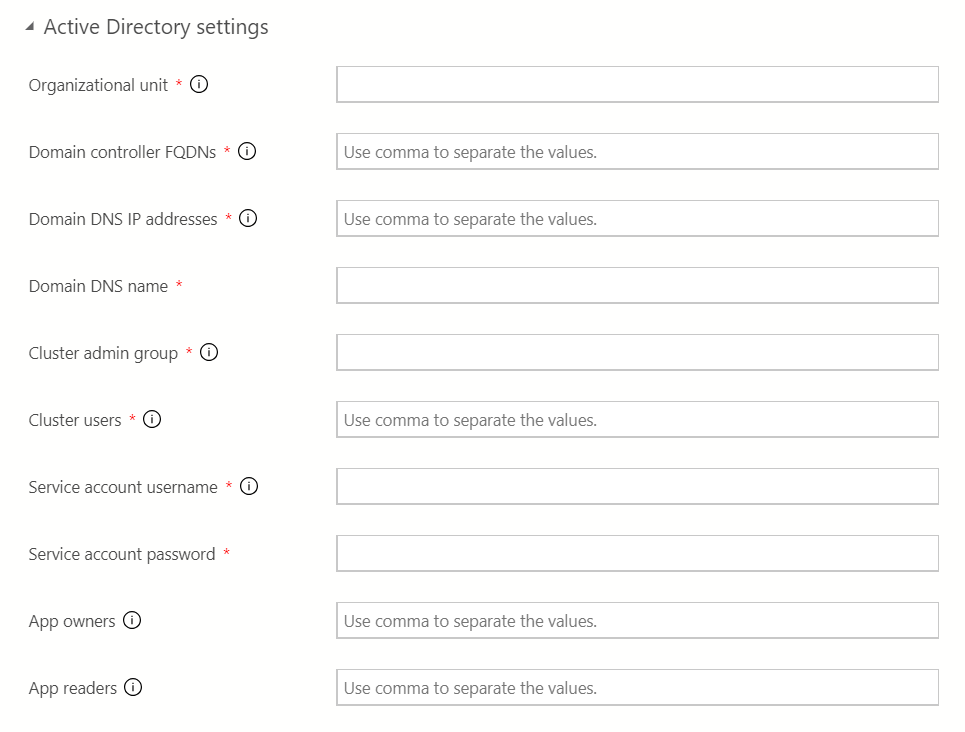 Active Directory settings
Organizational unit *
Domain controller FQDNs * Use comma to separate the values.
Domain DNS IP addresses * Use comma to separate the values.
Domain DNS name *
Cluster admin group *
Cluster users * Use comma to separate the values.
Service account username *
Service account password *
App owners Use comma to separate the values.
App readers Use comma to separate the values.